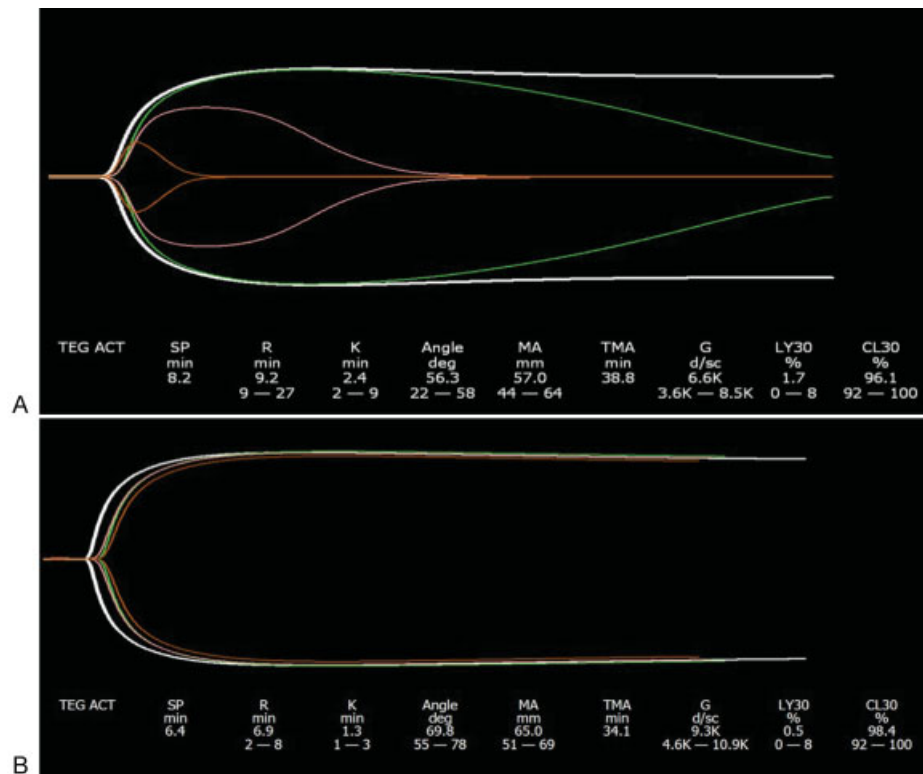 TEG ACT SP R K Angle MA TMA G LY30 CL30
min min min deg mm min d/sc % %
8.2 9.2 2.4 56.3 57.0 38.8 6.6K 1.7 96.1
9 — 27 2 — 9 22 — 58 44 — 64 3.6K — 8.5K 0 — 8 92 — 100
A
TEG ACT SP R K Angle MA TMA G LY30 CL30
min min min deg mm min d/sc % %
6.4 6.9 1.3 69.8 65.0 34.1 9.3K 0.5 98.4
2 — 8 1 — 3 55 — 78 51 — 69 4.6K — 10.9K 0 — 8 92 — 100
B